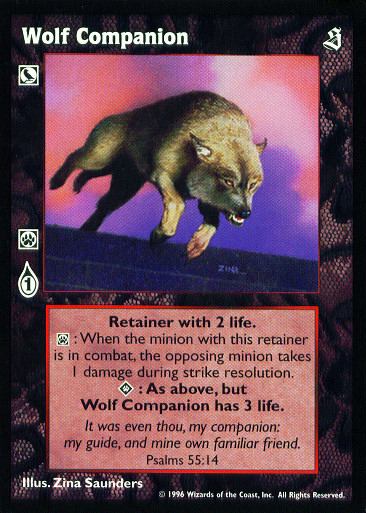 Wolf Companion
S
ZINA
1
Retainer with 2 life.
: When the minion with this retainer
is in combat, the opposing minion takes
1 damage during strike resolution.
: As above, but
Wolf Companion has 3 life.
It was even thou, my companion:
my guide, and mine own familiar friend.
Psalms 55:14
Illus. Zina Saunders
© 1996 Wizards of the Coast, Inc. All Rights Reserved.